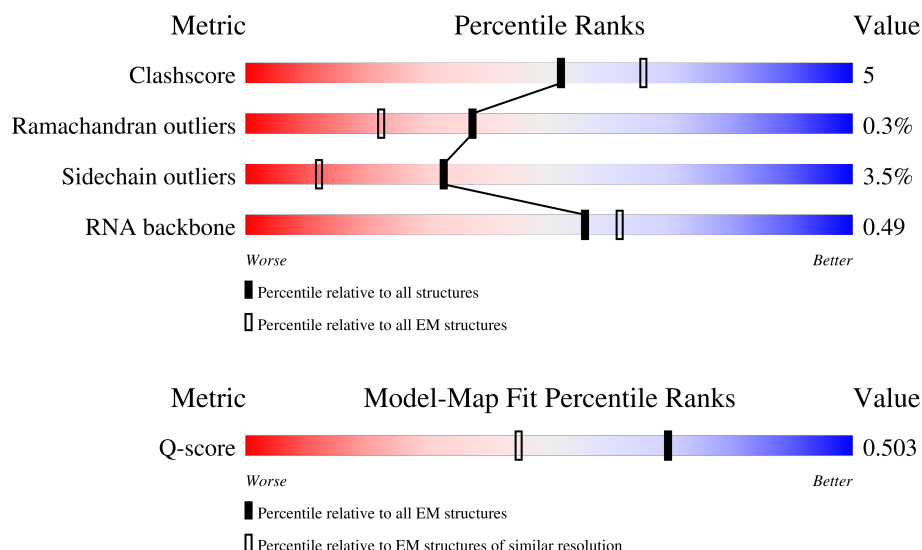 Metric Percentile Ranks Value
Clashscore 5
Ramachandran outliers 0.3%
Sidechain outliers 3.5%
RNA backbone 0.49
Worse Better
Percentile relative to all structures
Percentile relative to all EM structures
Metric Model-Map Fit Percentile Ranks Value
Q-score 0.503
Worse Better
Percentile relative to all EM structures
Percentile relative to EM structures of similar resolution